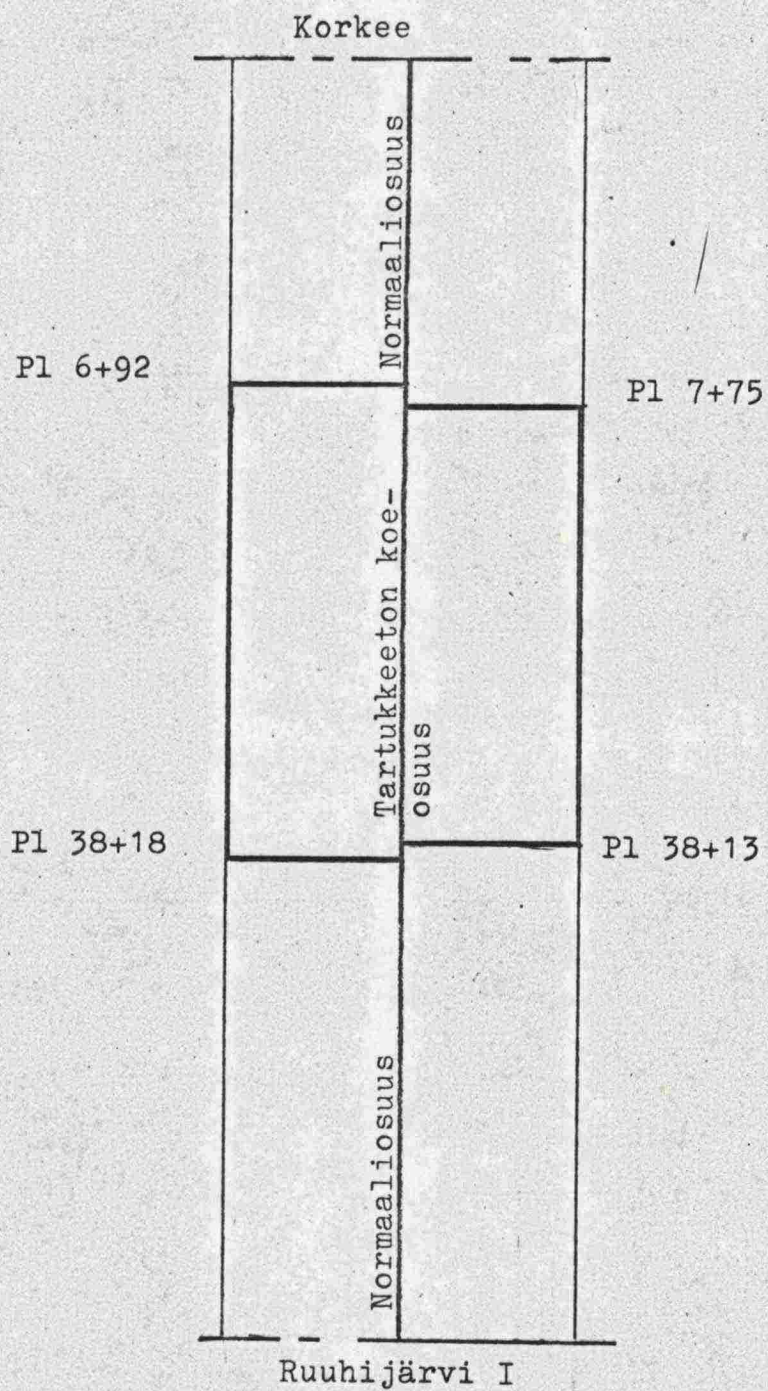 Korkee
Normaaliosuus
Pl 6+92
Pl 7+75
Tartukkeeton koe-
osuus
Pl 38+18
Pl 38+13
Normaaliosuus
Ruuhijärvi I